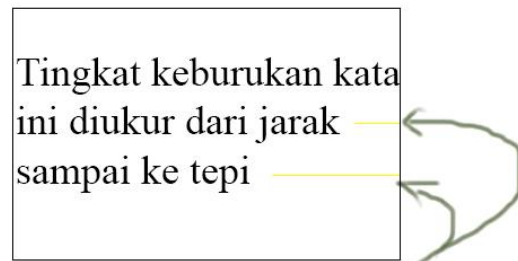 Tingkat keburukan kata
ini diukur dari jarak
sampai ke tepi